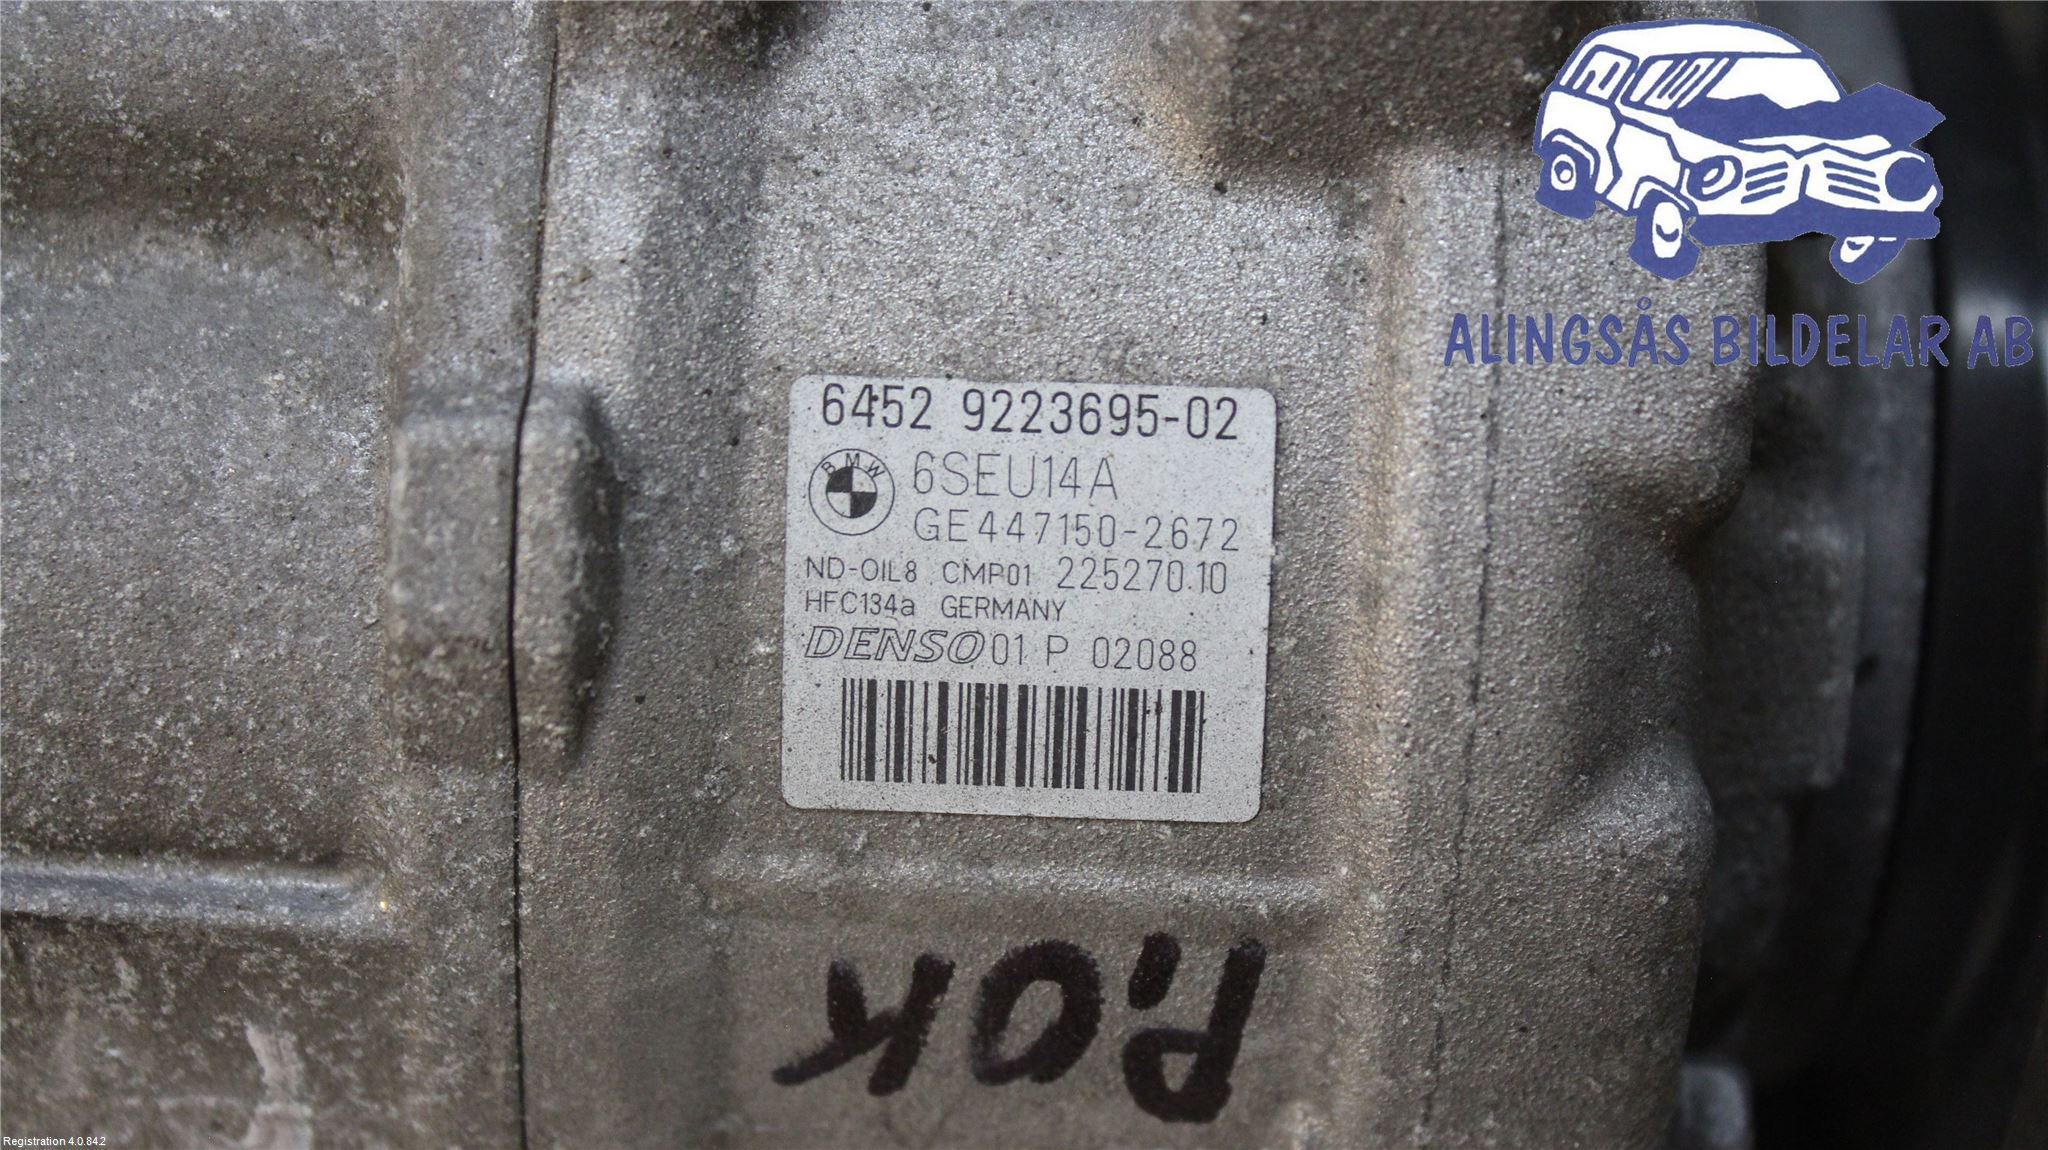 ALINGSÅS BILDELAR AB
6452 9223695-02
BMW
6SEU14A
GE447150-2672
ND-OIL8 CMP01 225270.10
HFC134a GERMANY
DENSO 01 P 02088
P,OK
Registration 4.0.84.2